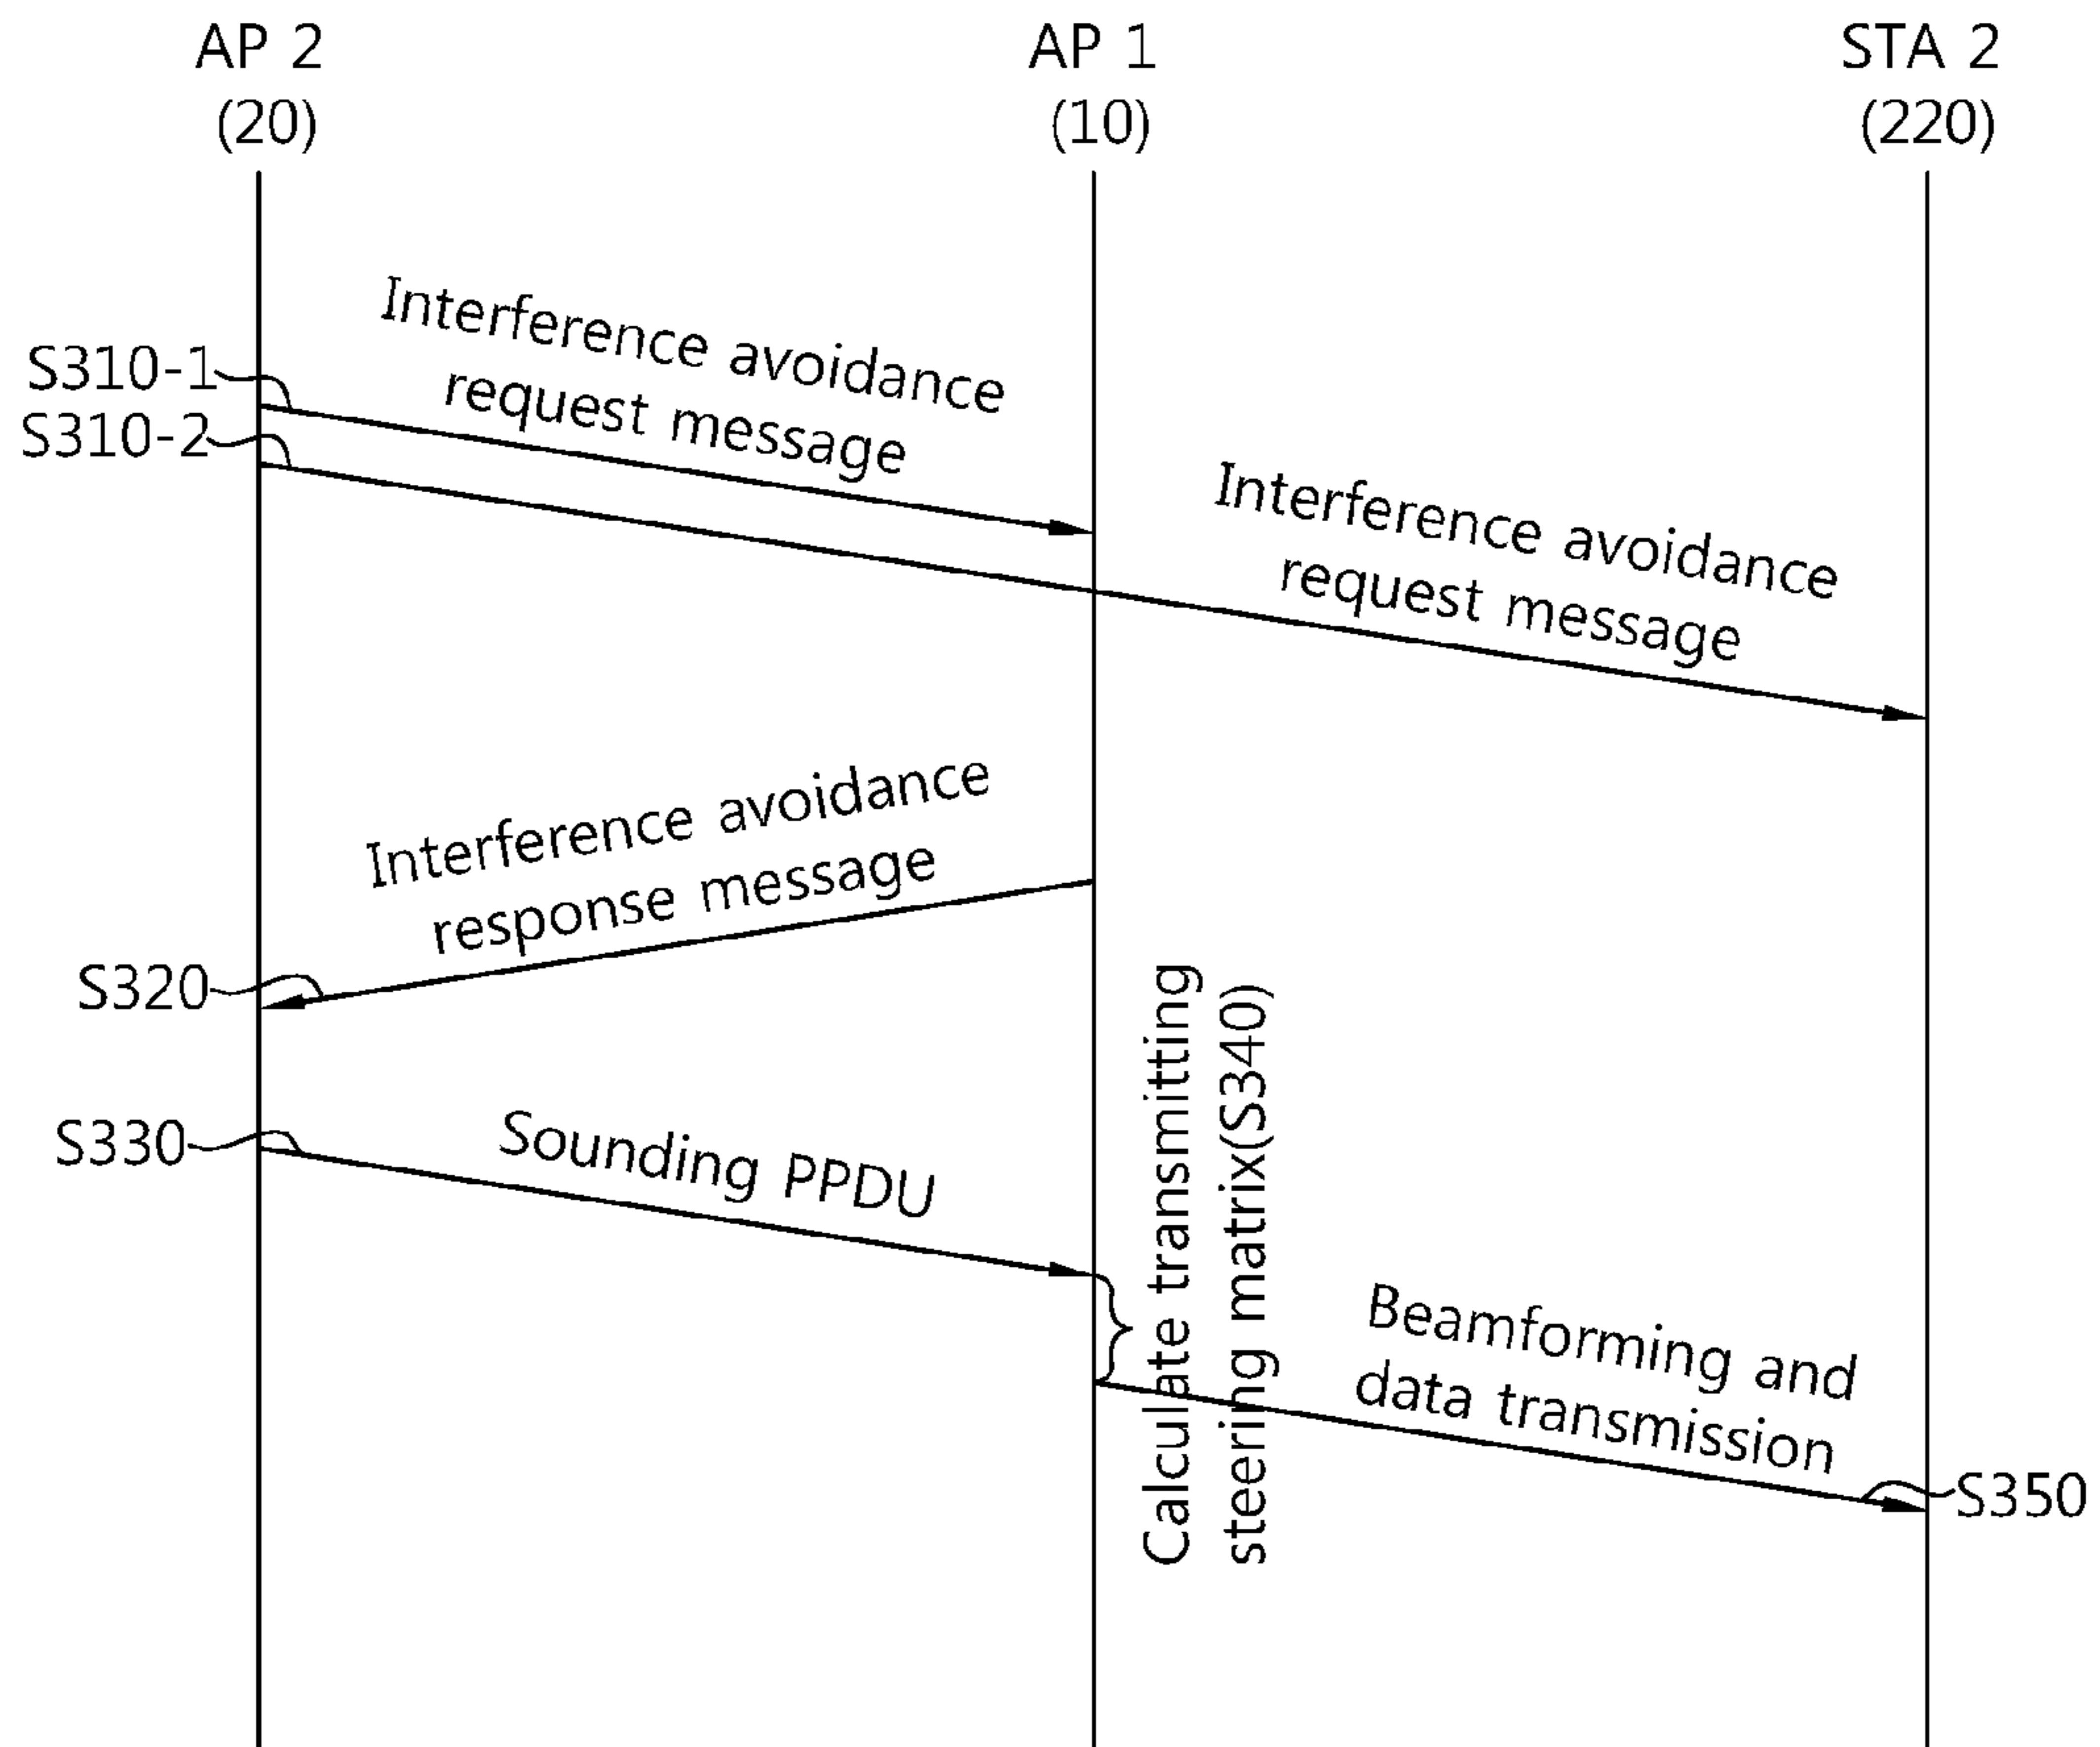 AP 2
(20)
AP 1
(10)
STA 2
(220)
Interference avoidance
request message
S310-1
S310-2
Interference avoidance
request message
Interference avoidance
response message
S320
Calculate transmitting
steering matrix(S340)
S330
Sounding PPDU
Beamforming and
data transmission
S350